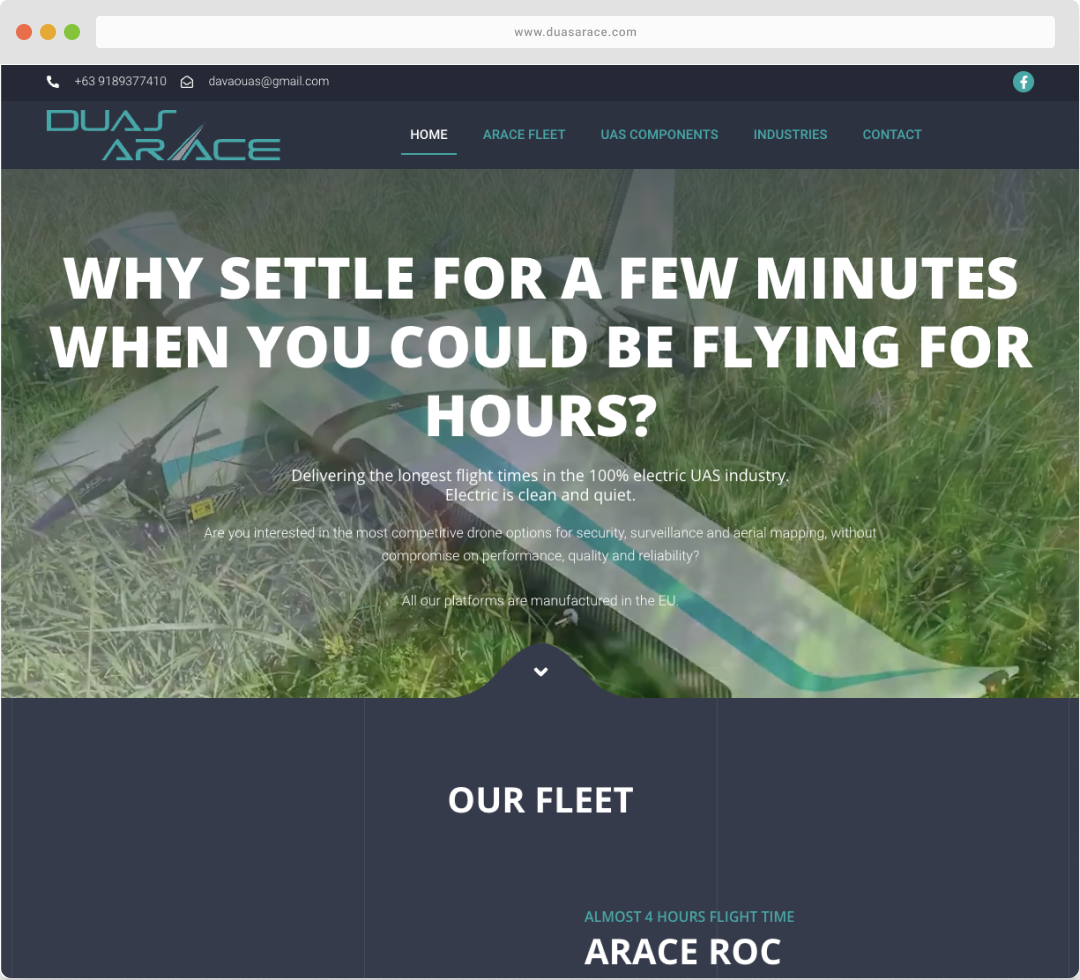 www.duasarace.com
+63 9189377410 davaouas@gmail.com
DUAS
ARACE
HOME ARACE FLEET UAS COMPONENTS INDUSTRIES CONTACT
WHY SETTLE FOR A FEW MINUTES
WHEN YOU COULD BE FLYING FOR
HOURS?
Delivering the longest flight times in the 100% electric UAS industry.
Electric is clean and quiet.
Are you interested in the most competitive drone options for security, surveillance and aerial mapping, without
compromise on performance, quality and reliability?
All our platforms are manufactured in the EU.
OUR FLEET
ALMOST 4 HOURS FLIGHT TIME
ARACE ROC